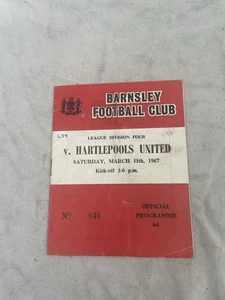 BARNSLEY
FOOTBALL CLUB
LEAGUE DIVISION FOUR
v. HARTLEPOOLS UNITED
SATURDAY, MARCH 11th, 1967
Kick-off 3-0 p.m.
No 646
OFFICIAL
PROGRAMME
6d.